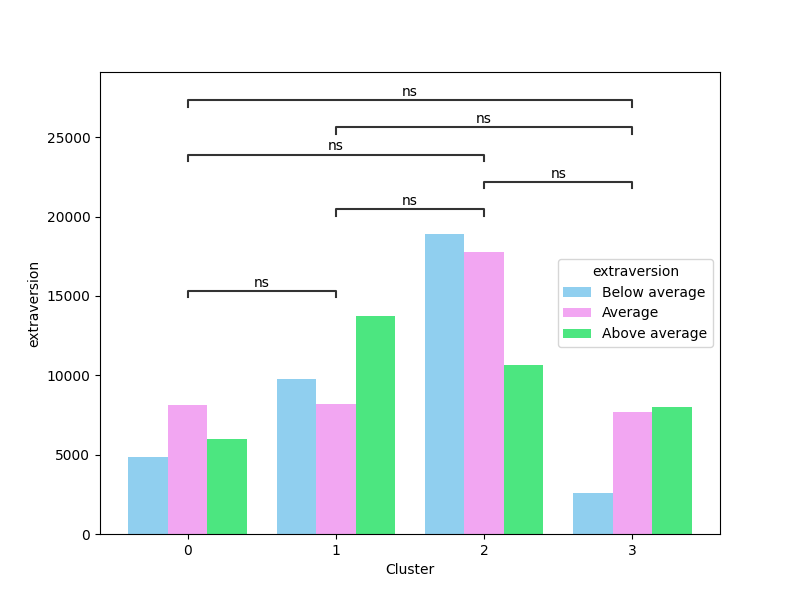 ns
ns
ns
ns
ns
ns
25000
20000
15000
10000
5000
0
extraversion
extraversion
Below average
Average
Above average
0 1 2 3
Cluster